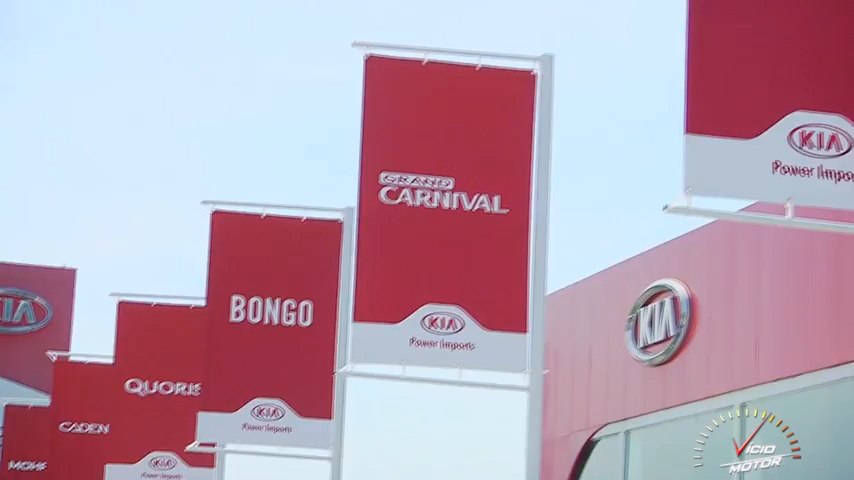 GRAND
CARNIVAL
KIA
Power Imports
BONGO
KIA
Power Imports
QUORIS
KIA
Power Imports
CADEN
MOHA
KIA
KIA
Power Impor
KIA
VICIO
MOTOR